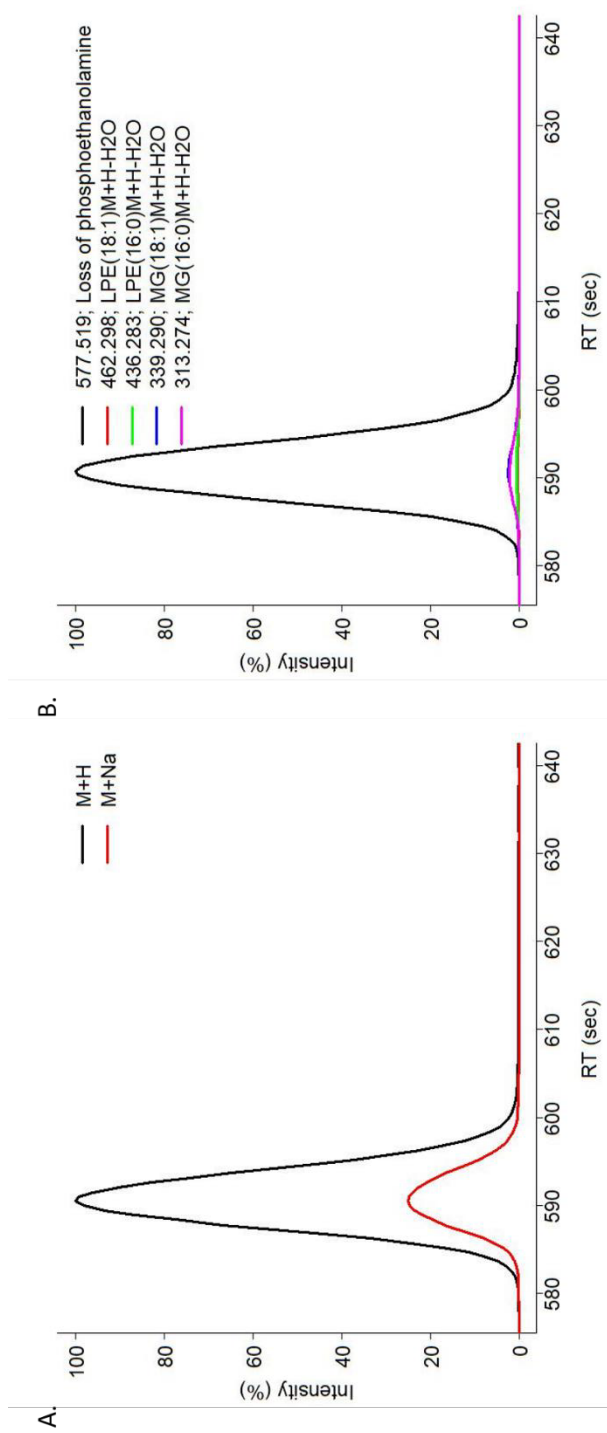 A.
M+H
M+Na
100
80
60
40
20
0
Intensity (%)
580 590 600 610 620 630 640
RT (sec)
B.
577.519; Loss of phosphoethanolamine
462.298; LPE(18:1)M+H-H2O
436.283; LPE(16:0)M+H-H2O
339.290; MG(18:1)M+H-H2O
313.274; MG(16:0)M+H-H2O
100
80
60
40
20
0
Intensity (%)
580 590 600 610 620 630 640
RT (sec)